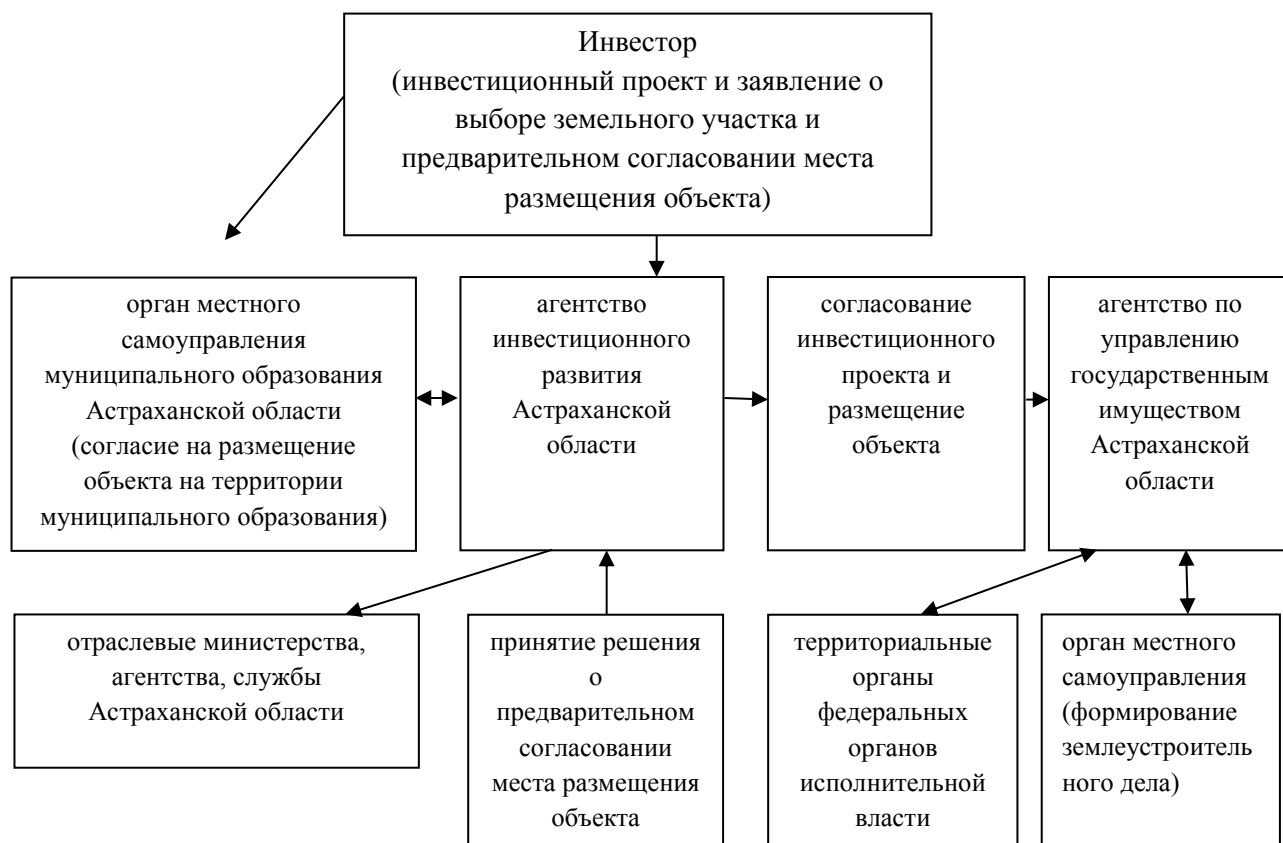 Инвестор
(инвестиционный проект и заявление о
выборе земельного участка и
предварительном согласовании места
размещения объекта)
орган местного
самоуправления
муниципального образования
Астраханской области
(согласие на размещение
объекта на территории
муниципального образования)
агентство
инвестиционного
развития
Астраханской
области
согласование
инвестиционного
проекта и
размещение
объекта
агентство по
управлению
государственным
имуществом
Астраханской
области
отраслевые министерства,
агентства, службы
Астраханской области
принятие решения
о
предварительном
согласовании
места размещения
объекта
территориальные
органы
федеральных
органов
исполнительной
власти
орган местного
самоуправления
(формирование
землеустроитель
ного дела)